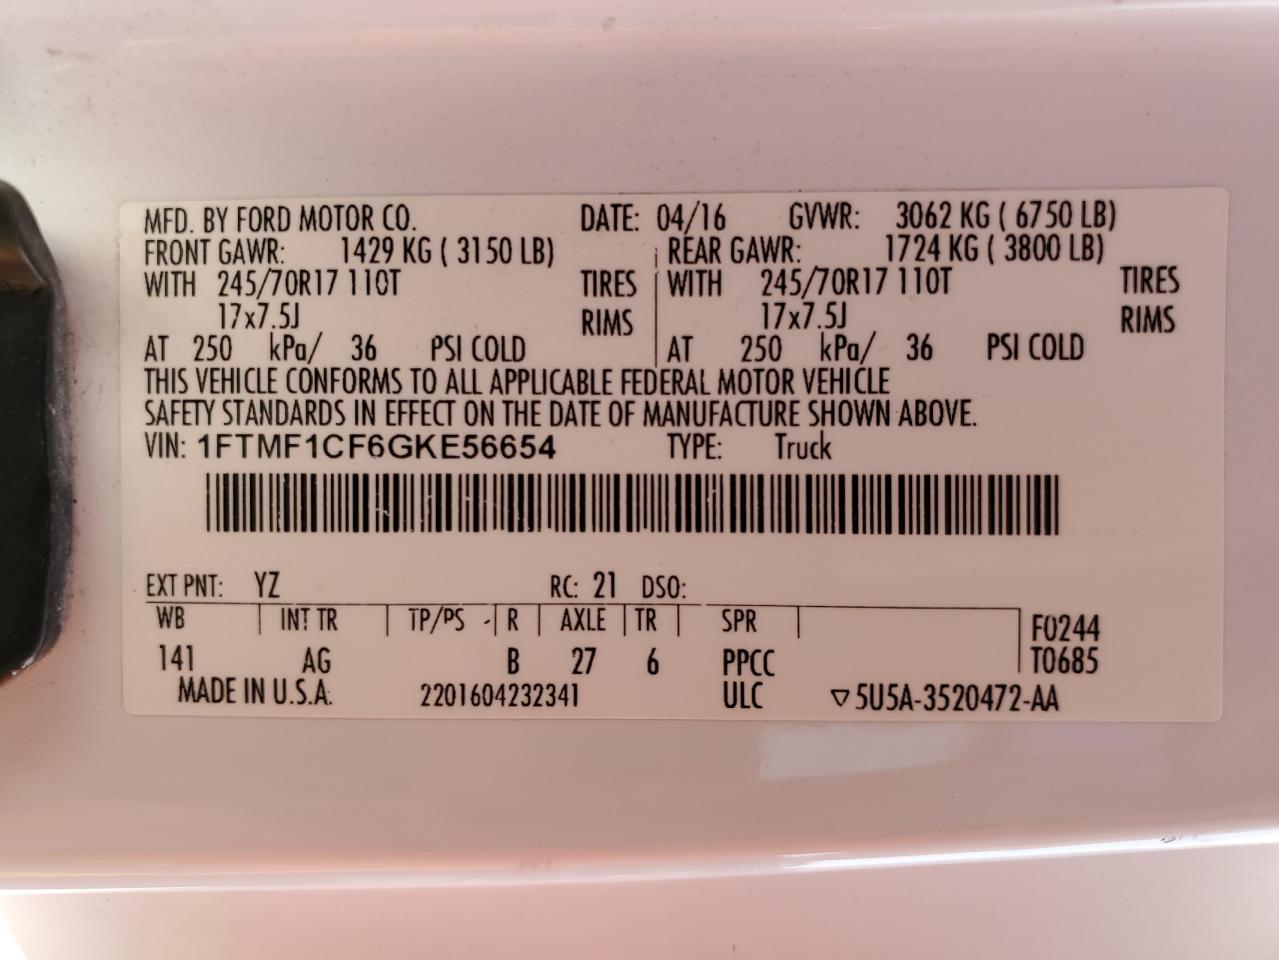 MFD. BY FORD MOTOR CO. DATE: 04/16 GVWR: 3062 KG ( 6750 LB)
FRONT GAWR: 1429 KG ( 3150 LB) REAR GAWR: 1724 KG ( 3800 LB)
WITH 245/70R17 110T TIRES WITH 245/70R17 110T TIRES
17x7.5J RIMS 17x7.5J RIMS
AT 250 kPa/ 36 PSI COLD AT 250 kPa/ 36 PSI COLD
THIS VEHICLE CONFORMS TO ALL APPLICABLE FEDERAL MOTOR VEHICLE
SAFETY STANDARDS IN EFFECT ON THE DATE OF MANUFACTURE SHOWN ABOVE.
VIN: 1FTMF1CF6GKE56654 TYPE: Truck
EXT PNT: YZ RC: 21 DSO:
WB INT TR TP/PS R AXLE TR SPR F0244
141 AG B 27 6 PPCC T0685
MADE IN U.S.A. 2201604232341 ULC ▽5U5A-3520472-AA